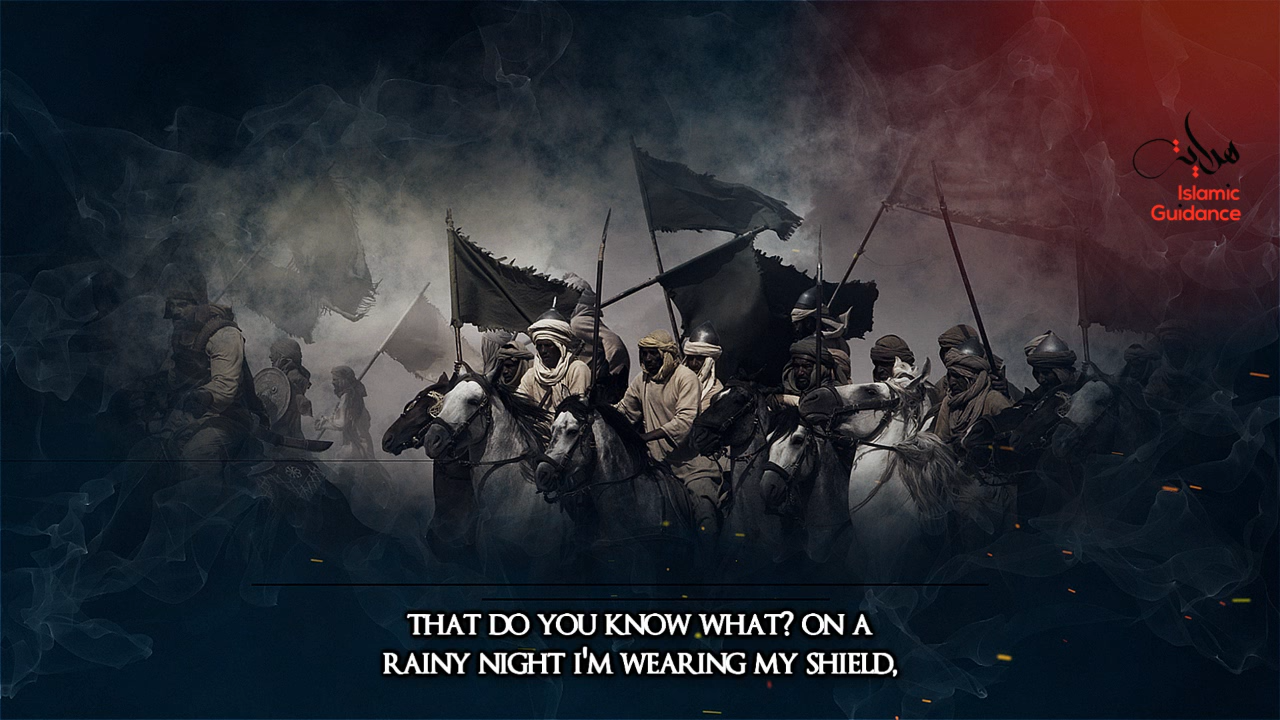 هداية
Islamic
Guidance
THAT DO YOU KNOW WHAT? ON A
RAINY NIGHT I'M WEARING MY SHIELD,